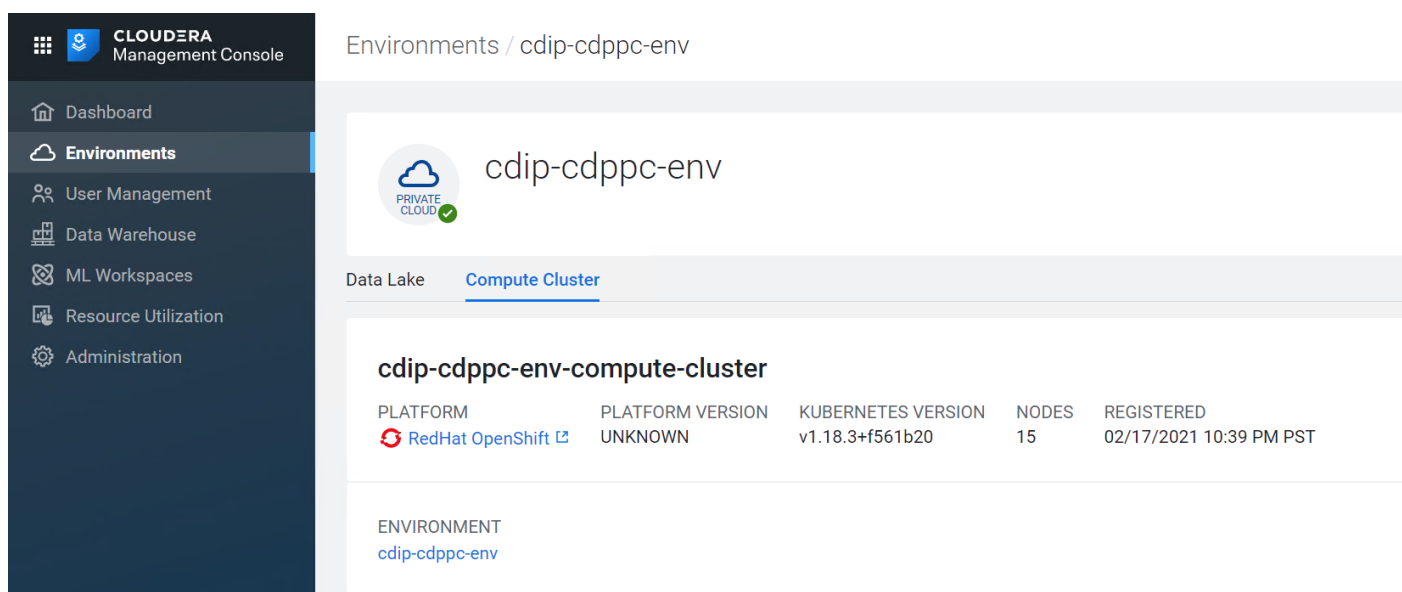 CLOUDERA
Management Console
Dashboard
Environments
User Management
Data Warehouse
ML Workspaces
Resource Utilization
Administration
Environments / cdip-cdppc-env
PRIVATE
CLOUD
cdip-cdppc-env
Data Lake Compute Cluster
cdip-cdppc-env-compute-cluster
PLATFORM PLATFORM VERSION KUBERNETES VERSION NODES REGISTERED
RedHat OpenShift UNKNOWN v1.18.3+f561b20 15 02/17/2021 10:39 PM PST
ENVIRONMENT
cdip-cdppc-env